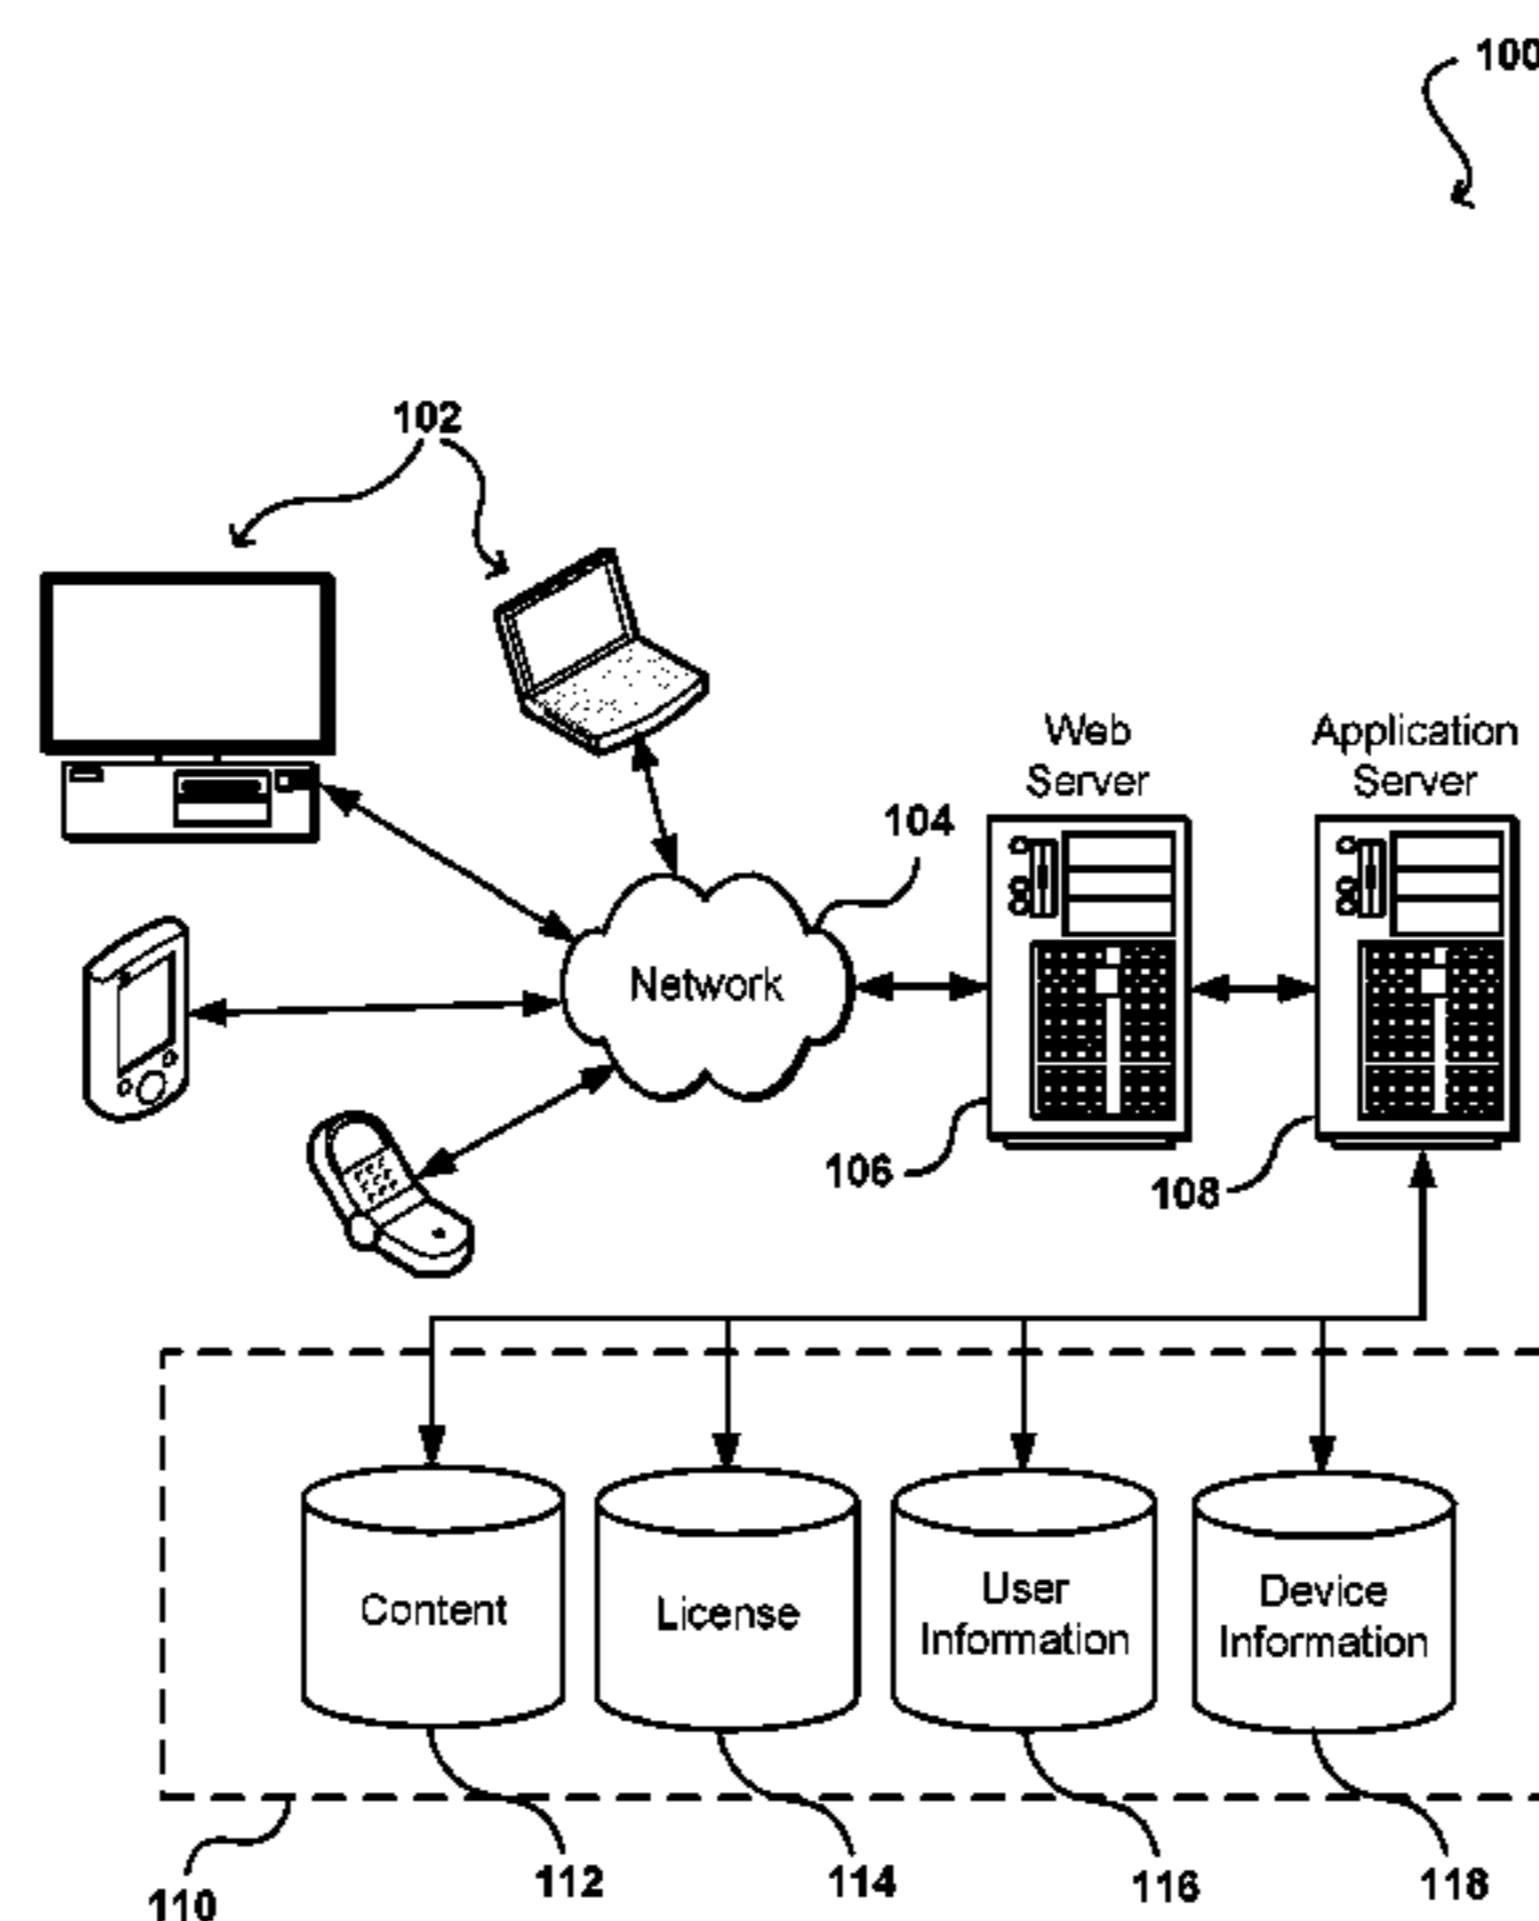 100
102
Web
Server
Application
Server
104
Network
106
108
Content
License
User
Information
Device
Information
110
112
114
116
118